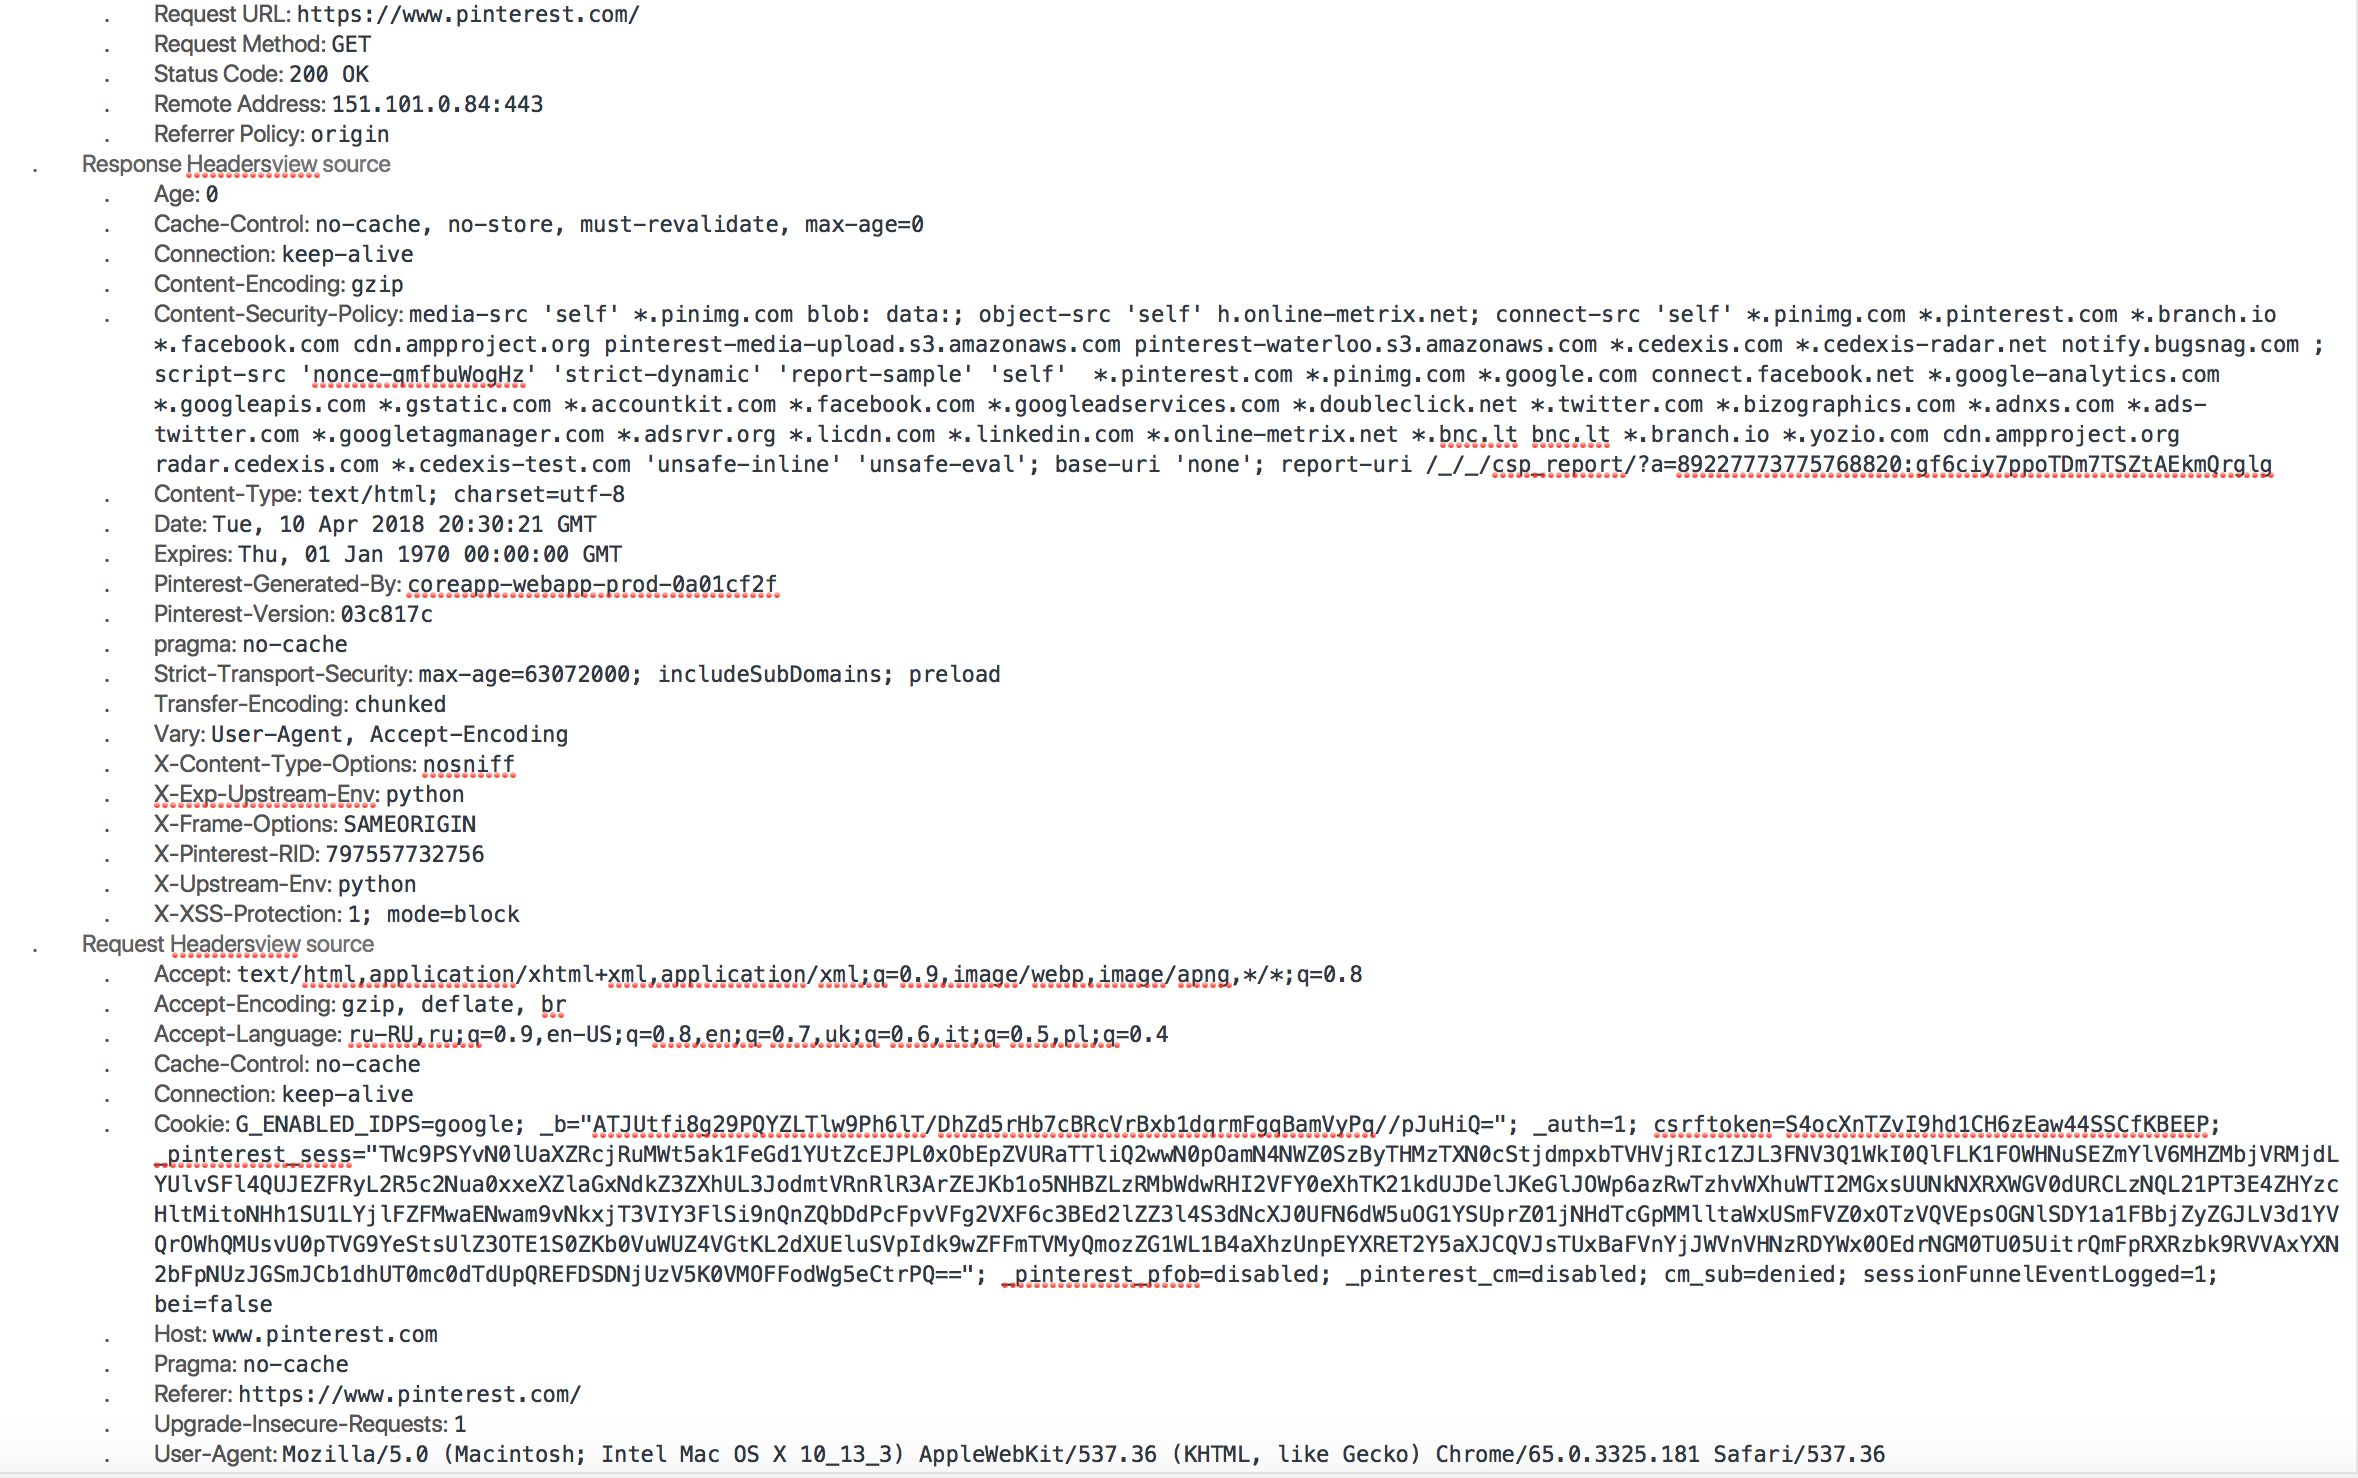 . Request URL: https://www.pinterest.com/
. Request Method: GET
. Status Code: 200 OK
. Remote Address: 151.101.0.84:443
. Referrer Policy: origin
. Response Headersview source
. Age: 0
. Cache-Control: no-cache, no-store, must-revalidate, max-age=0
. Connection: keep-alive
. Content-Encoding: gzip
. Content-Security-Policy: media-src 'self' *.pinimg.com blob: data:; object-src 'self' h.online-metrix.net; connect-src 'self' *.pinimg.com *.pinterest.com *.branch.io
*.facebook.com cdn.ampproject.org pinterest-media-upload.s3.amazonaws.com pinterest-waterloo.s3.amazonaws.com *.cedexis.com *.cedexis-radar.net notify.bugsnag.com ;
script-src 'nonce-qmfbuWogHz' 'strict-dynamic' 'report-sample' 'self'  *.pinterest.com *.pinimg.com *.google.com connect.facebook.net *.google-analytics.com
*.googleapis.com *.gstatic.com *.accountkit.com *.facebook.com *.googleadservices.com *.doubleclick.net *.twitter.com *.bizographics.com *.adnxs.com *.ads-
twitter.com *.googletagmanager.com *.adsrvr.org *.licdn.com *.linkedin.com *.online-metrix.net *.bnc.lt bnc.lt *.branch.io *.yozio.com cdn.ampproject.org
radar.cedexis.com *.cedexis-test.com 'unsafe-inline' 'unsafe-eval'; base-uri 'none'; report-uri /_/_/csp_report/?a=89227773775768820:gf6ciy7ppoTDm7TSZtAEkmQrglg
. Content-Type: text/html; charset=utf-8
. Date: Tue, 10 Apr 2018 20:30:21 GMT
. Expires: Thu, 01 Jan 1970 00:00:00 GMT
. Pinterest-Generated-By: coreapp-webapp-prod-0a01cf2f
. Pinterest-Version: 03c817c
. pragma: no-cache
. Strict-Transport-Security: max-age=63072000; includeSubDomains; preload
. Transfer-Encoding: chunked
. Vary: User-Agent, Accept-Encoding
. X-Content-Type-Options: nosniff
. X-Exp-Upstream-Env: python
. X-Frame-Options: SAMEORIGIN
. X-Pinterest-RID: 797557732756
. X-Upstream-Env: python
. X-XSS-Protection: 1; mode=block
. Request Headersview source
. Accept: text/html,application/xhtml+xml,application/xml;q=0.9,image/webp,image/apng,*/*;q=0.8
. Accept-Encoding: gzip, deflate, br
. Accept-Language: ru-RU,ru;q=0.9,en-US;q=0.8,en;q=0.7,uk;q=0.6,it;q=0.5,pl;q=0.4
. Cache-Control: no-cache
. Connection: keep-alive
. Cookie: G_ENABLED_IDPS=google; _b="ATJUtfi8g29PQYZLTlw9Ph6lT/DhZd5rHb7cBRcVrBxb1dqrmFggBamVyPq//pJuHiQ="; _auth=1; csrftoken=S4ocXnTZvI9hd1CH6zEaw44SSCfKBEEP;
_pinterest_sess="TWc9PSYvN0lUaXZRcjRuMWt5ak1FeGd1YUtZcEJPL0xObEpZVURaTTliQ2wwN0pOamN4NWZ0SzByTHMzTXN0cStjdmpxbTVHVjRIc1ZJL3FNV3Q1WkI0QlFLK1FOWHNuSEZmYlV6MHZMbjVRMjdL
YUlvSFl4QUJEZFRyL2R5c2Nua0xxeXZlaGxNdkZ3ZXhUL3JodmtVRnRlR3ArZEJKb1o5NHBZLzRMbWdwRHI2VFY0eXhTK21kdUJDelJKeGlJOWp6azRwTzhvWXhuWTI2MGxsUUNkNXRXWGV0dURCLzNQL21PT3E4ZHYzc
HltMitoNHh1SU1LYjlFZFMwaENwam9vNkxjT3VIY3FlSi9nQnZQbDdPcFpvVFg2VXF6c3BEd2lZZ3l4S3dNcXJ0UFN6dW5uOG1YSUprZ01jNHdTcGpMMlltaWxUSmFVZ0xOTzVQVEpsOGNlSDY1a1FBbjZyZGJLV3d1YV
QrOWhQMUsvU0pTVG9YeStsUlZ3OTE1S0ZKb0VuWUZ4VGtKL2dXUEluSVpIdk9wZFFmTVMyQmozZG1WL1B4aXhzUnpEYXRET2Y5aXJCQVJsTUxBaFVnYjJWVnVHNzRDYWx0OEdrNGM0TU05UitrQmFpRXRzbk9RVVAxYXN
2bFpNUzJGSmJCb1dhUT0mc0dTdUpQREFDSDNjUzV5K0VMOFFodWg5eCtrPQ=="; _pinterest_pfob=disabled; _pinterest_cm=disabled; cm_sub=denied; sessionFunnelEventLogged=1;
bei=false
. Host: www.pinterest.com
. Pragma: no-cache
. Referer: https://www.pinterest.com/
. Upgrade-Insecure-Requests: 1
. User-Agent: Mozilla/5.0 (Macintosh; Intel Mac OS X 10_13_3) AppleWebKit/537.36 (KHTML, like Gecko) Chrome/65.0.3325.181 Safari/537.36